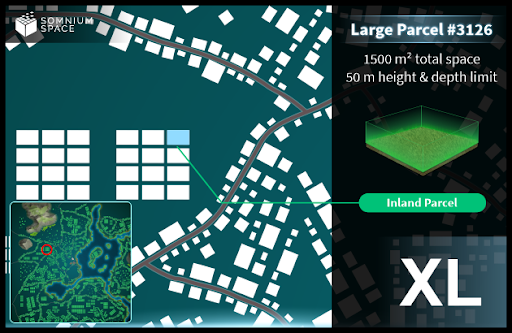 SOMNIUM
SPACE
Large Parcel #3126
1500 m² total space
50 m height & depth limit
Inland Parcel
XL